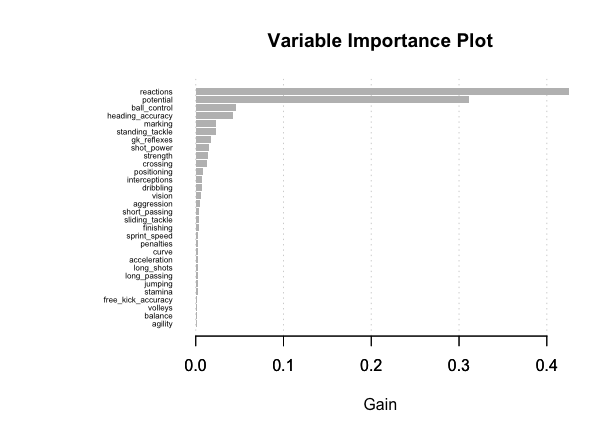 Variable Importance Plot
reactions
potential
ball_control
heading_accuracy
marking
standing_tackle
gk_reflexes
shot_power
strength
crossing
positioning
interceptions
dribbling
vision
aggression
short_passing
sliding_tackle
finishing
sprint_speed
penalties
curve
acceleration
long_shots
long_passing
jumping
stamina
free_kick_accuracy
volleys
balance
agility
0.0 0.1 0.2 0.3 0.4
Gain